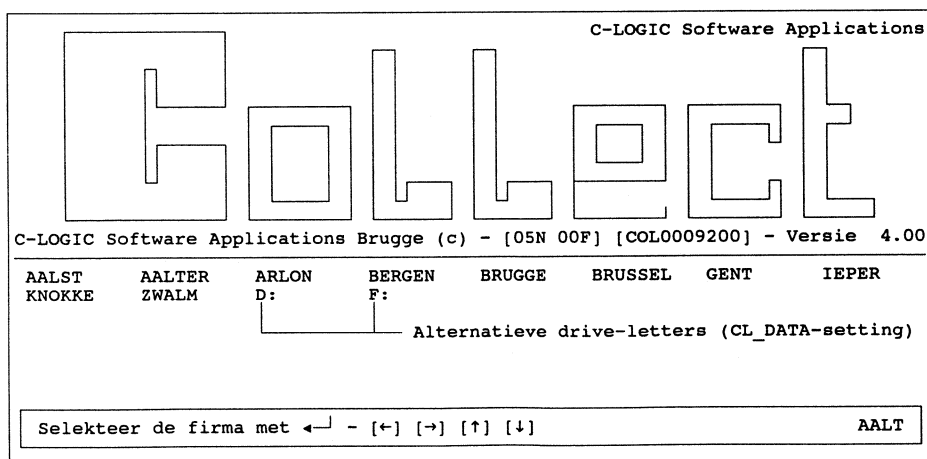 C-LOGIC Software Applications
Collect
C-LOGIC Software Applications Brugge (c) - [05N 00F] [COL0009200] - Versie 4.00
AALST AALTER ARLON BERGEN BRUGGE BRUSSEL GENT IEPER
KNOKKE ZWALM D: F:
Alternatieve drive-letters (CL_DATA-setting)
Selekteer de firma met ◄┘ - [←] [→] [↑] [↓] AALT